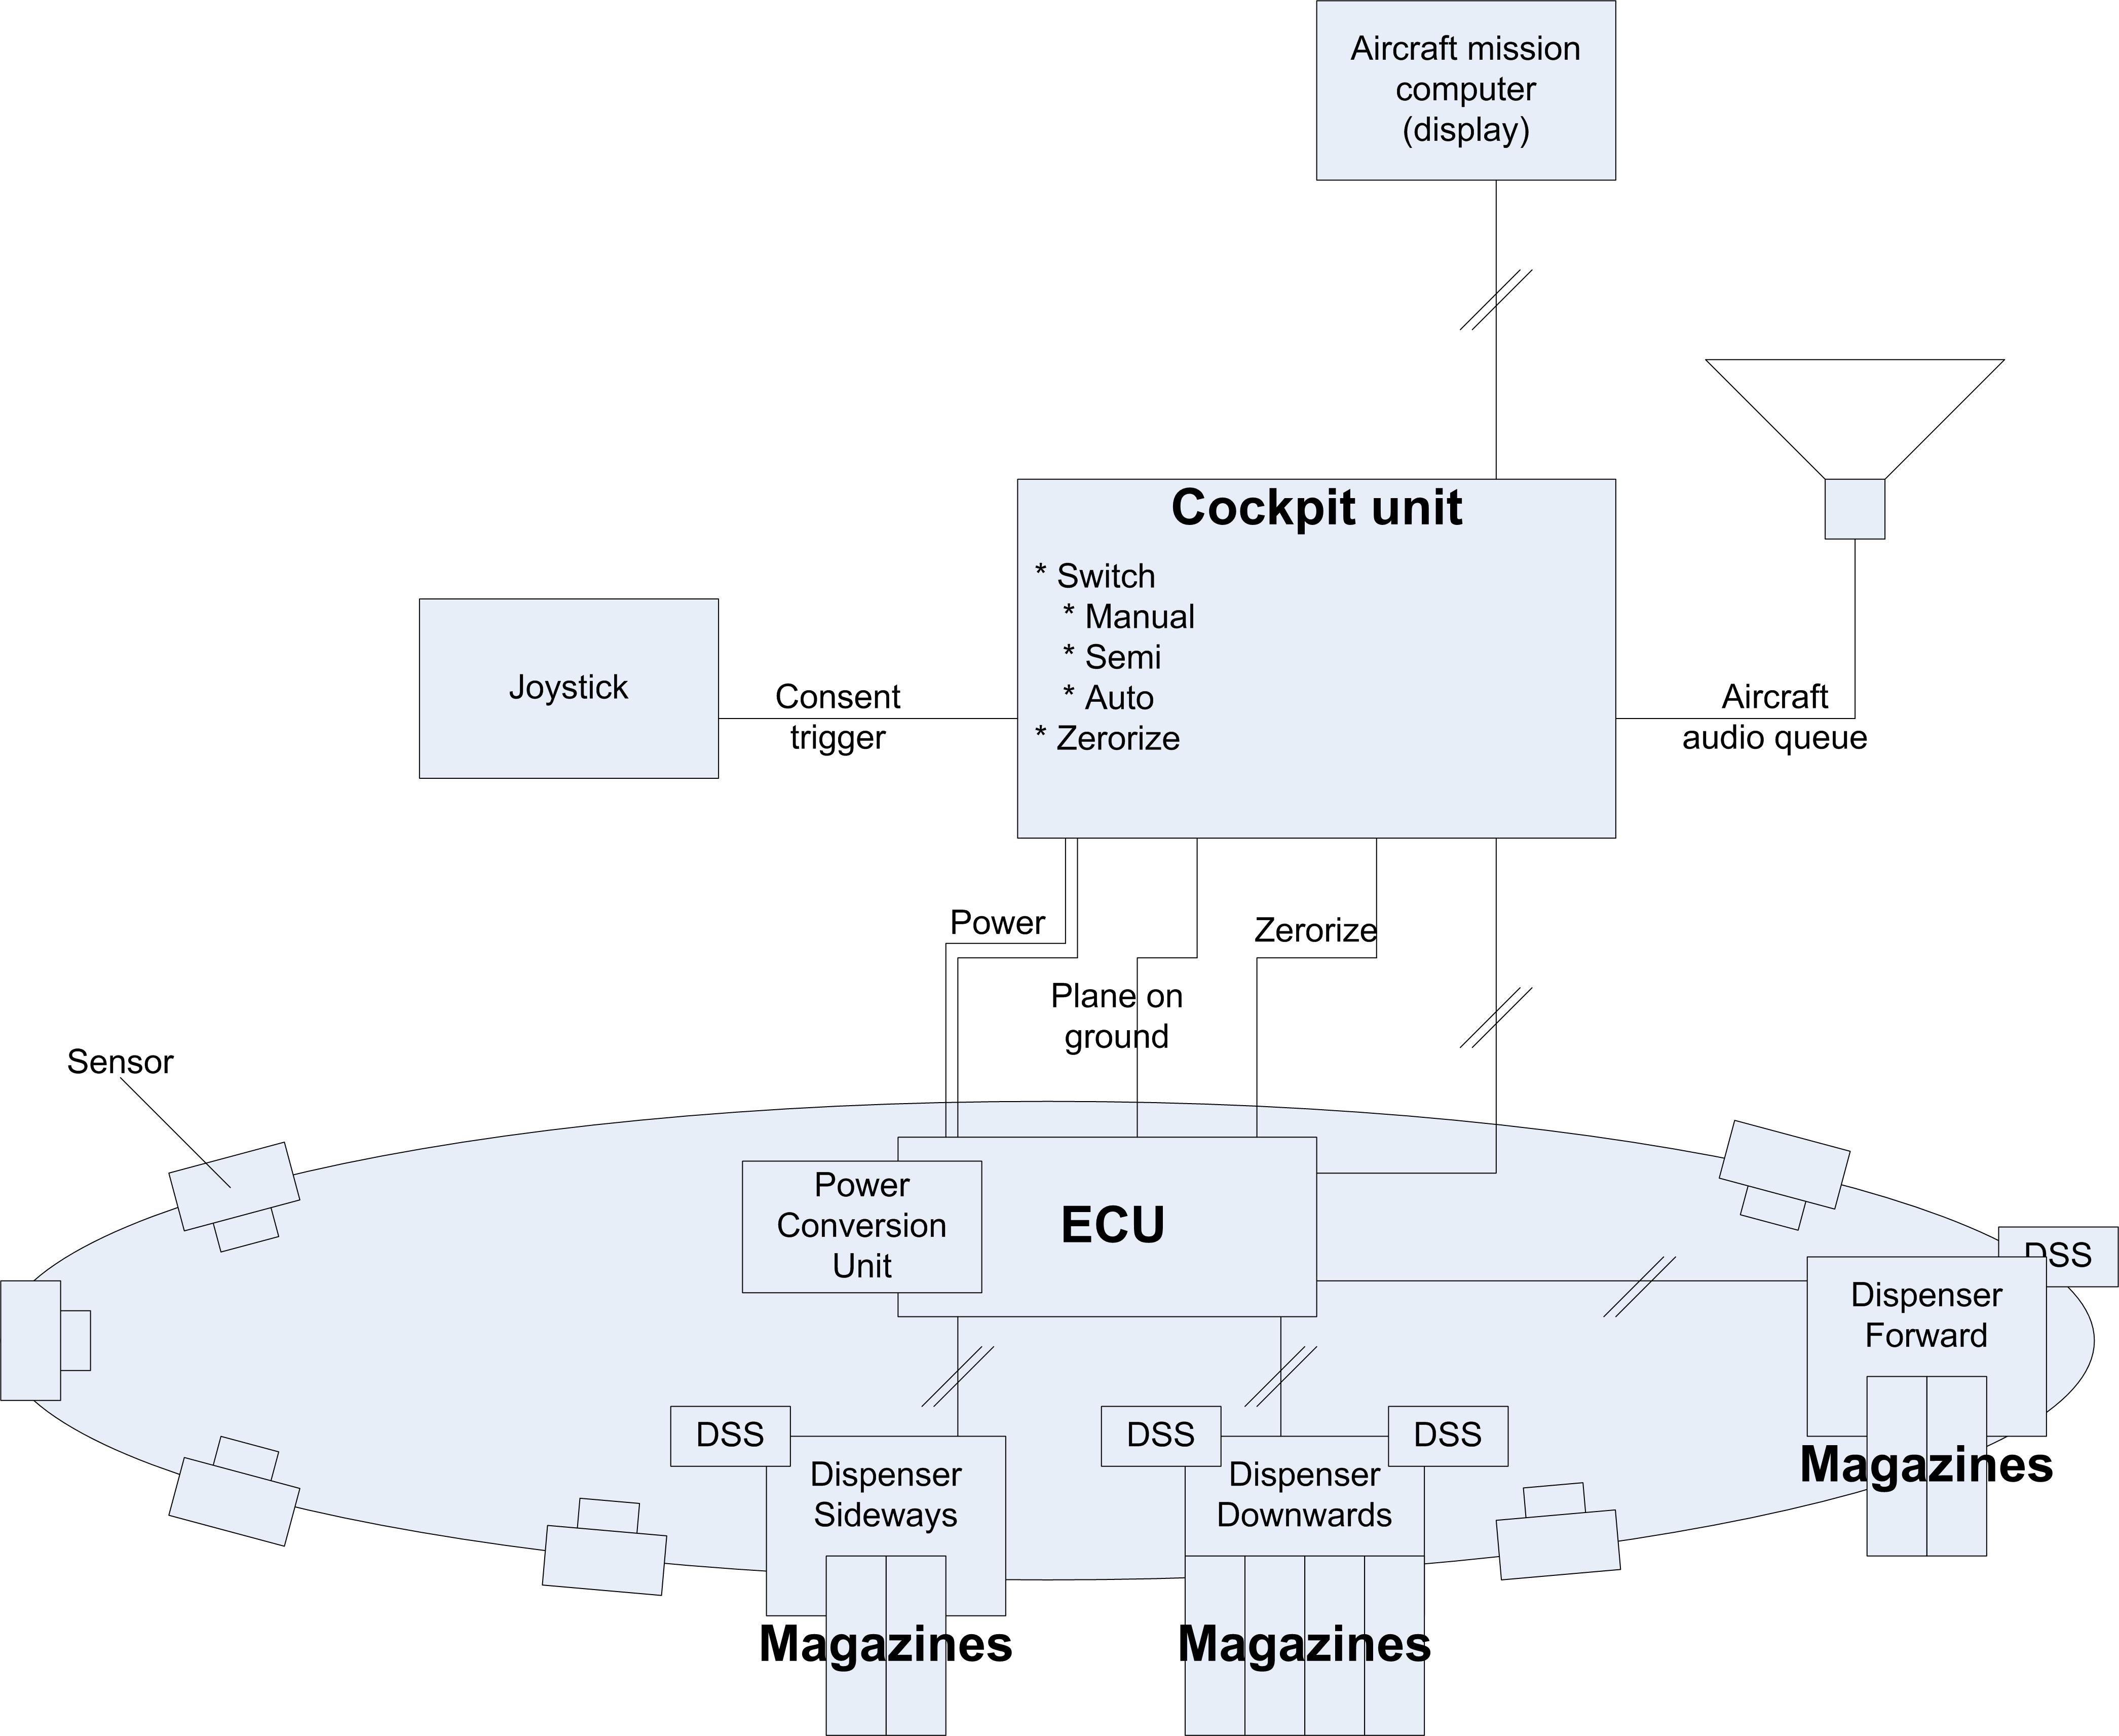 Aircraft mission
computer
(display)
Cockpit unit
* Switch
* Manual
* Semi
* Auto
* Zerorize
Joystick
Consent
trigger
Aircraft
audio queue
Power
Zerorize
Plane on
ground
Sensor
Power
Conversion
Unit
ECU
DSS
Dispenser
Forward
Magazines
DSS
Dispenser
Sideways
Magazines
DSS
DSS
Dispenser
Downwards
Magazines